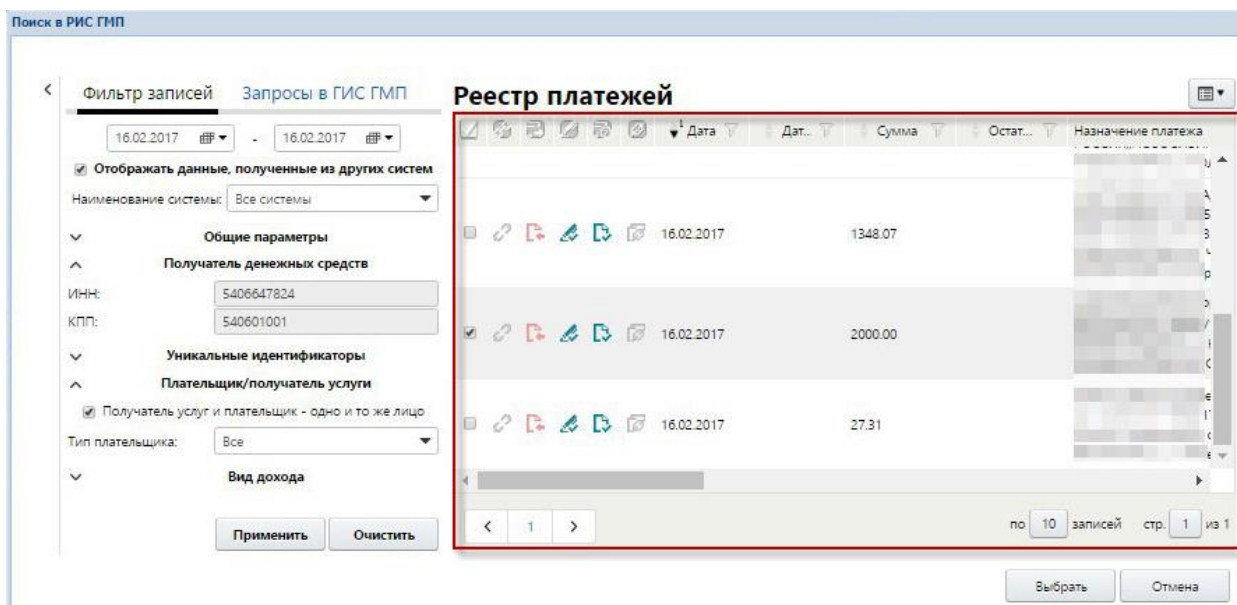 Поиск в РИС ГМП
Фильтр записей Запросы в ГИС ГМП
16.02.2017 - 16.02.2017
Отображать данные, полученные из других систем
Наименование системы: Все системы
Общие параметры
Получатель денежных средств
ИНН: 5406647824
КПП: 540601001
Уникальные идентификаторы
Плательщик/получатель услуги
Получатель услуг и плательщик - одно и то же лицо
Тип плательщика: Все
Вид дохода
Применить Очистить
Реестр платежей
1 Дата Дат... Сумма Остат... Назначение платежа
16.02.2017 1348.07
16.02.2017 2000.00
16.02.2017 27.31
1 по 10 записей стр. 1 из 1
Выбрать Отмена